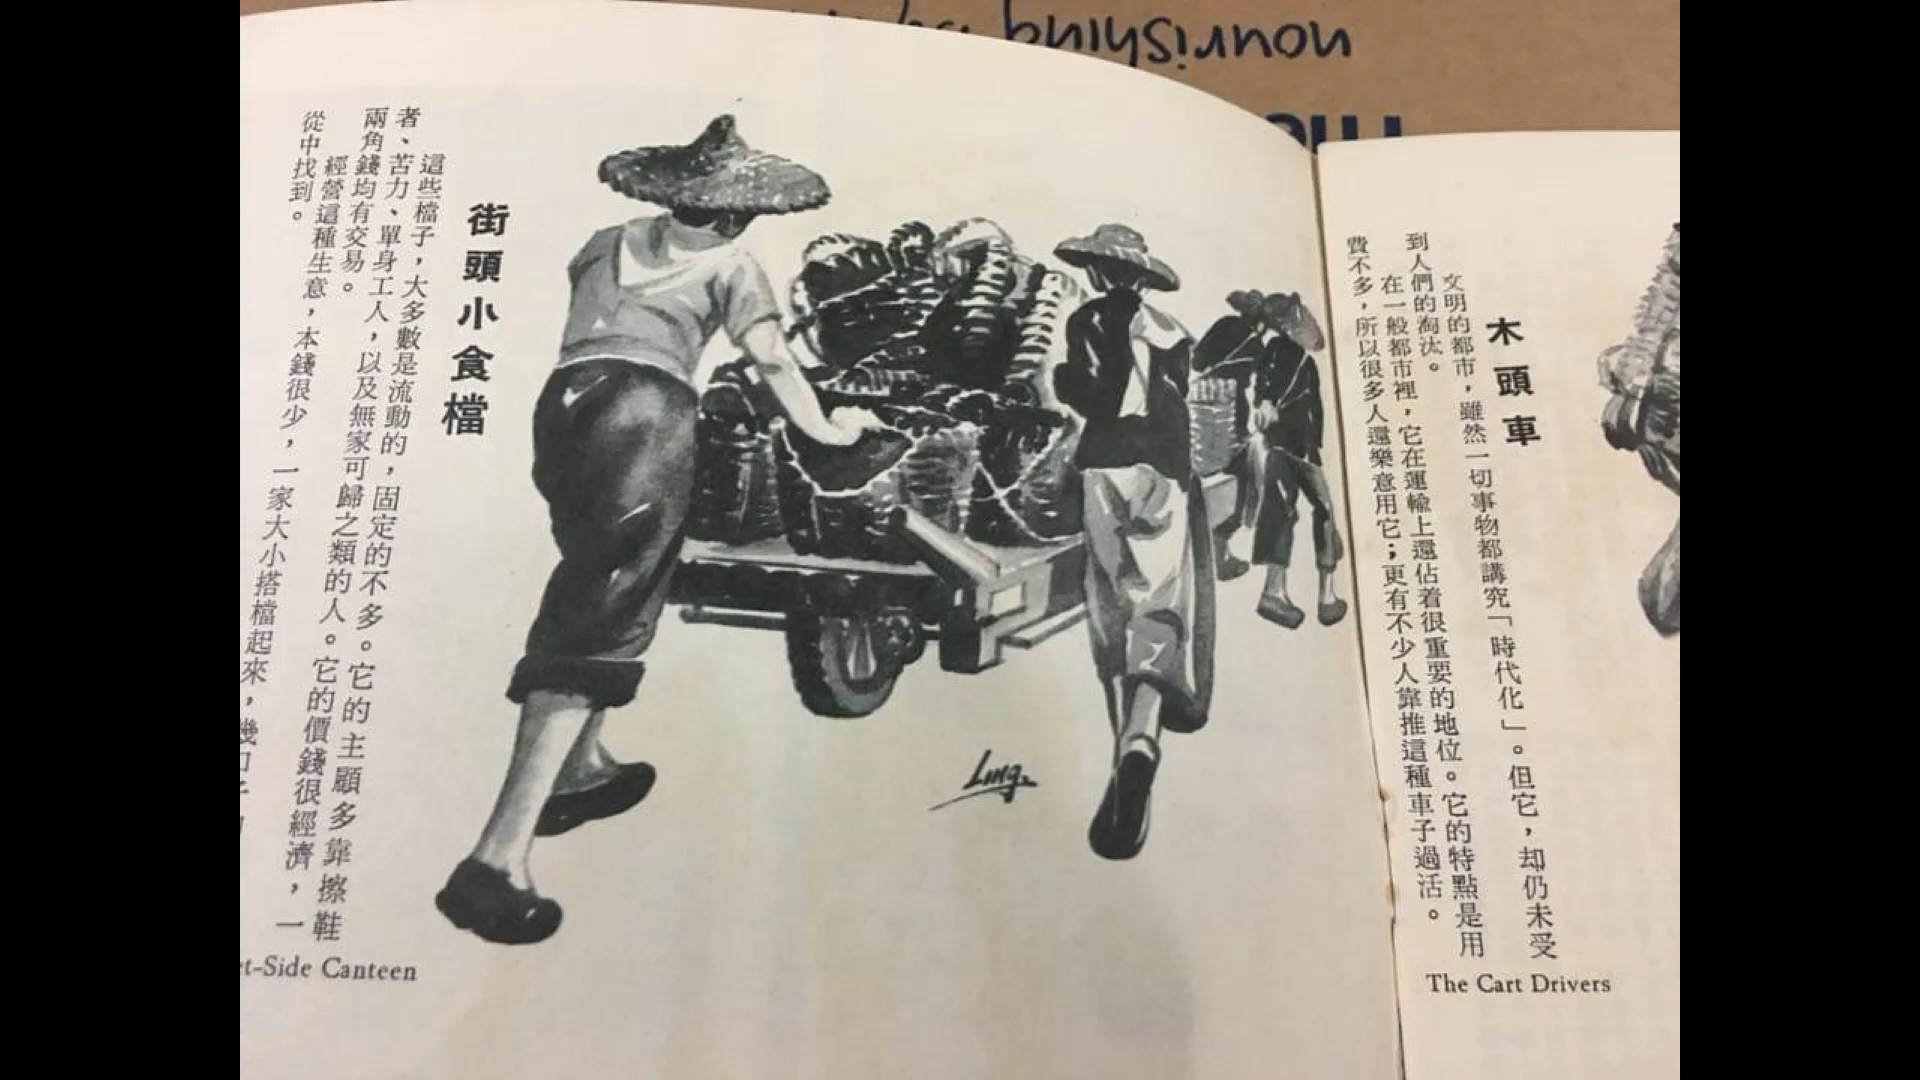 nourishing
木頭車
文明的都市，雖然一切事物都講究「時代化」。但它，却仍未受
到人們的淘汰。
在一般都市裡，它在運輸上還佔着很重要的地位。它的特點是用
費不多，所以很多人還樂意用它；更有不少人靠推這種車子過活。
The Cart Drivers
Ling.
街頭小食檔
這些檔子，大多數是流動的，固定的不多。它的主顧多靠擦鞋
者、苦力、單身工人，以及無家可歸之類的人。它的價錢很經濟，一
兩角錢均有交易。
經營這種生意，本錢很少，一家大小搭檔起來，幾口
從中找到。
et-Side Canteen